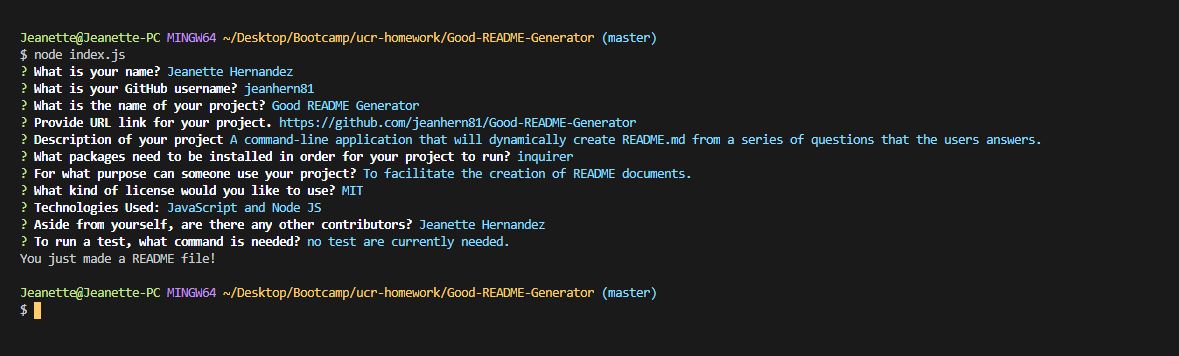 Jeanette@Jeanette-PC MINGW64 ~/Desktop/Bootcamp/ucr-homework/Good-README-Generator (master)
$ node index.js
? What is your name? Jeanette Hernandez
? What is your GitHub username? jeanhern81
? What is the name of your project? Good README Generator
? Provide URL link for your project. https://github.com/jeanhern81/Good-README-Generator
? Description of your project A command-line application that will dynamically create README.md from a series of questions that the users answers.
? What packages need to be installed in order for your project to run? inquirer
? For what purpose can someone use your project? To facilitate the creation of README documents.
? What kind of license would you like to use? MIT
? Technologies Used: JavaScript and Node JS
? Aside from yourself, are there any other contributors? Jeanette Hernandez
? To run a test, what command is needed? no test are currently needed.
You just made a README file!
Jeanette@Jeanette-PC MINGW64 ~/Desktop/Bootcamp/ucr-homework/Good-README-Generator (master)
$